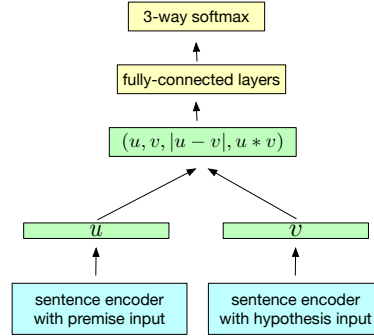 3-way softmax
fully-connected layers
(u, v, |u − v|, u ∗ v)
u
v
sentence encoder
with premise input
sentence encoder
with hypothesis input